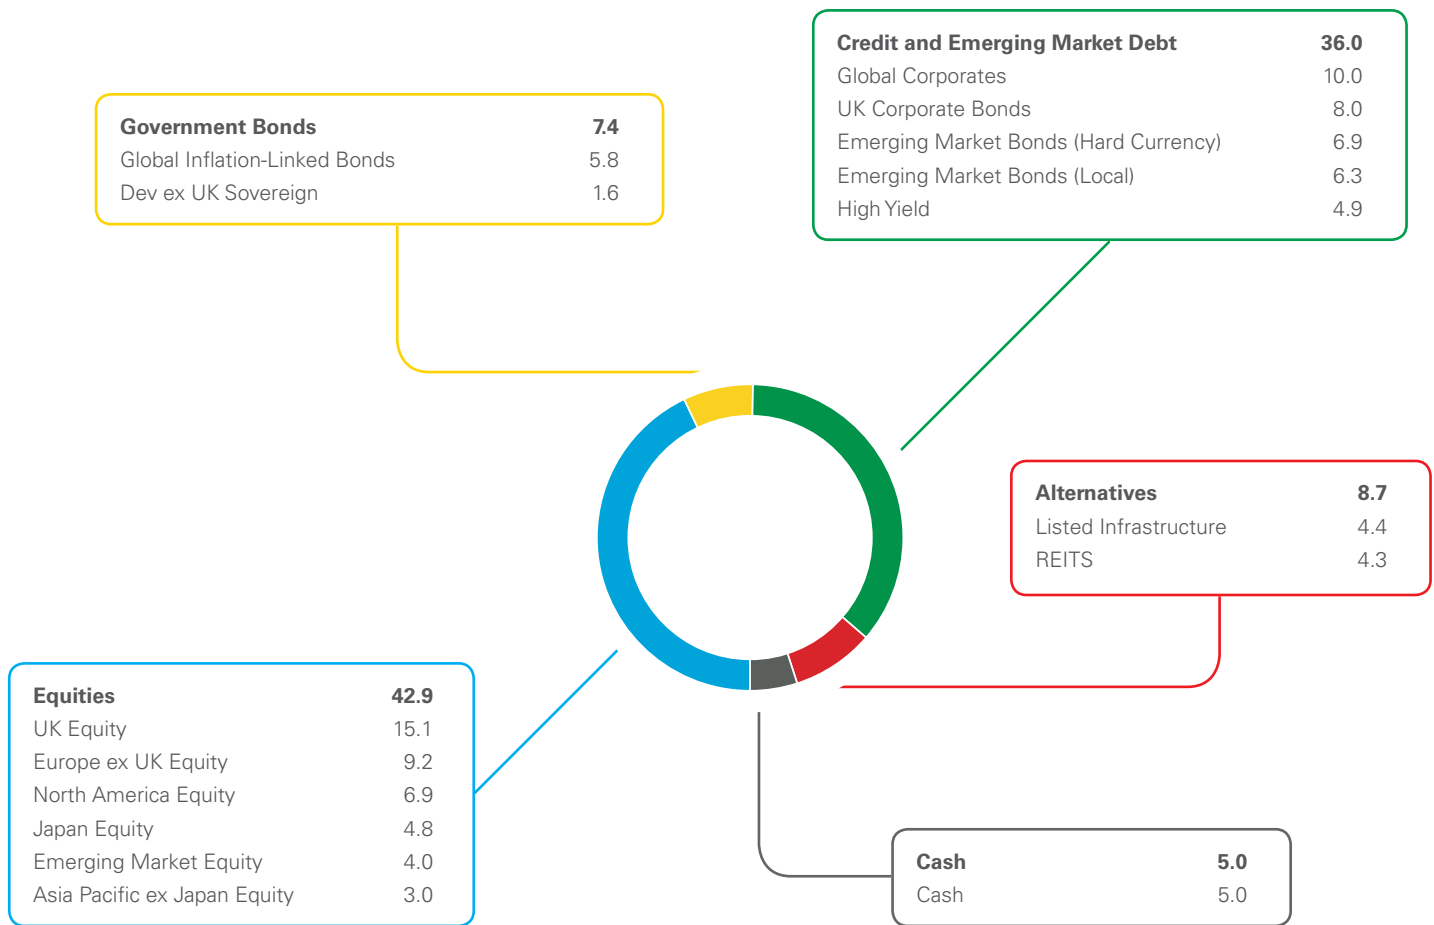 Credit and Emerging Market Debt 36.0
Global Corporates 10.0
UK Corporate Bonds 8.0
Emerging Market Bonds (Hard Currency) 6.9
Emerging Market Bonds (Local) 6.3
High Yield 4.9
Government Bonds 7.4
Global Inflation-Linked Bonds 5.8
Dev ex UK Sovereign 1.6
Alternatives 8.7
Listed Infrastructure 4.4
REITS 4.3
Equities 42.9
UK Equity 15.1
Europe ex UK Equity 9.2
North America Equity 6.9
Japan Equity 4.8
Emerging Market Equity 4.0
Asia Pacific ex Japan Equity 3.0
Cash 5.0
Cash 5.0